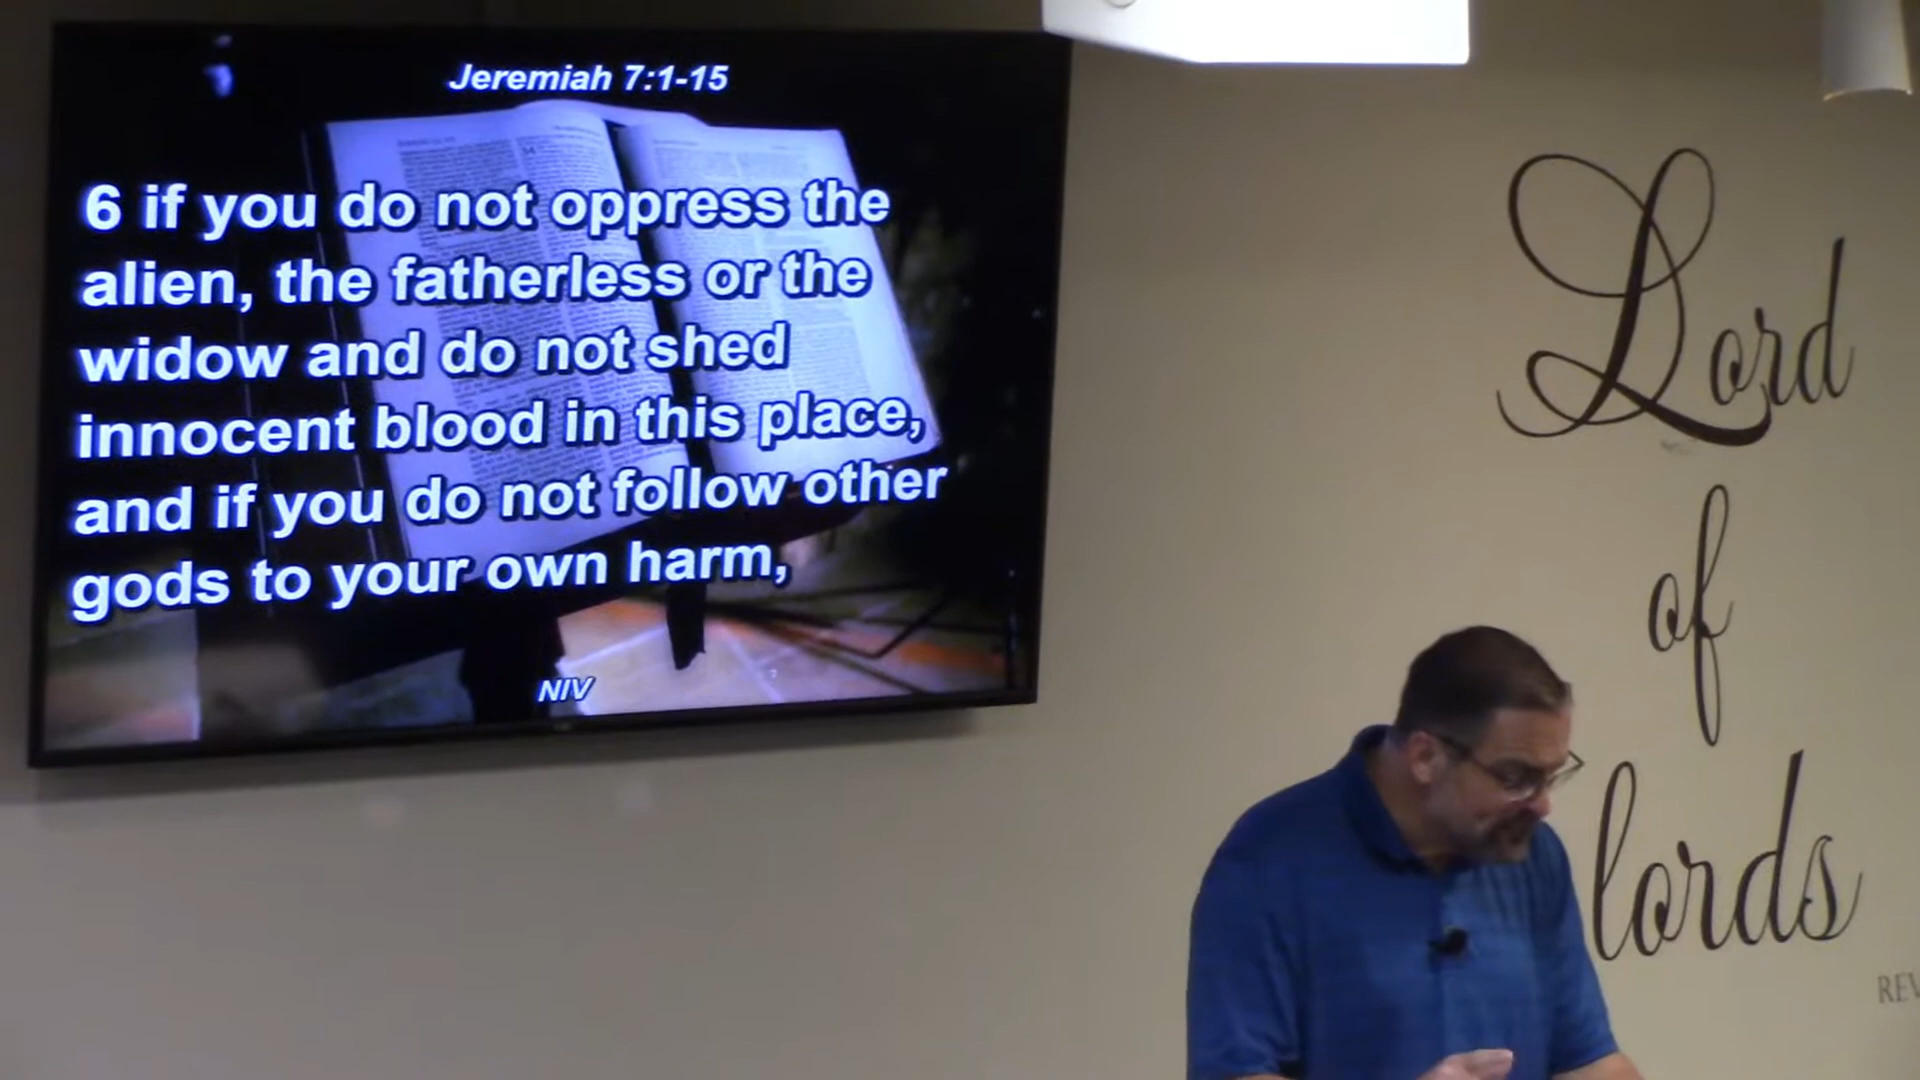 Jeremiah 7:1-15
6 if you do not oppress the
alien, the fatherless or the
widow and do not shed
innocent blood in this place,
and if you do not follow other
gods to your own harm,
NIV
Lord
of
lords
REV